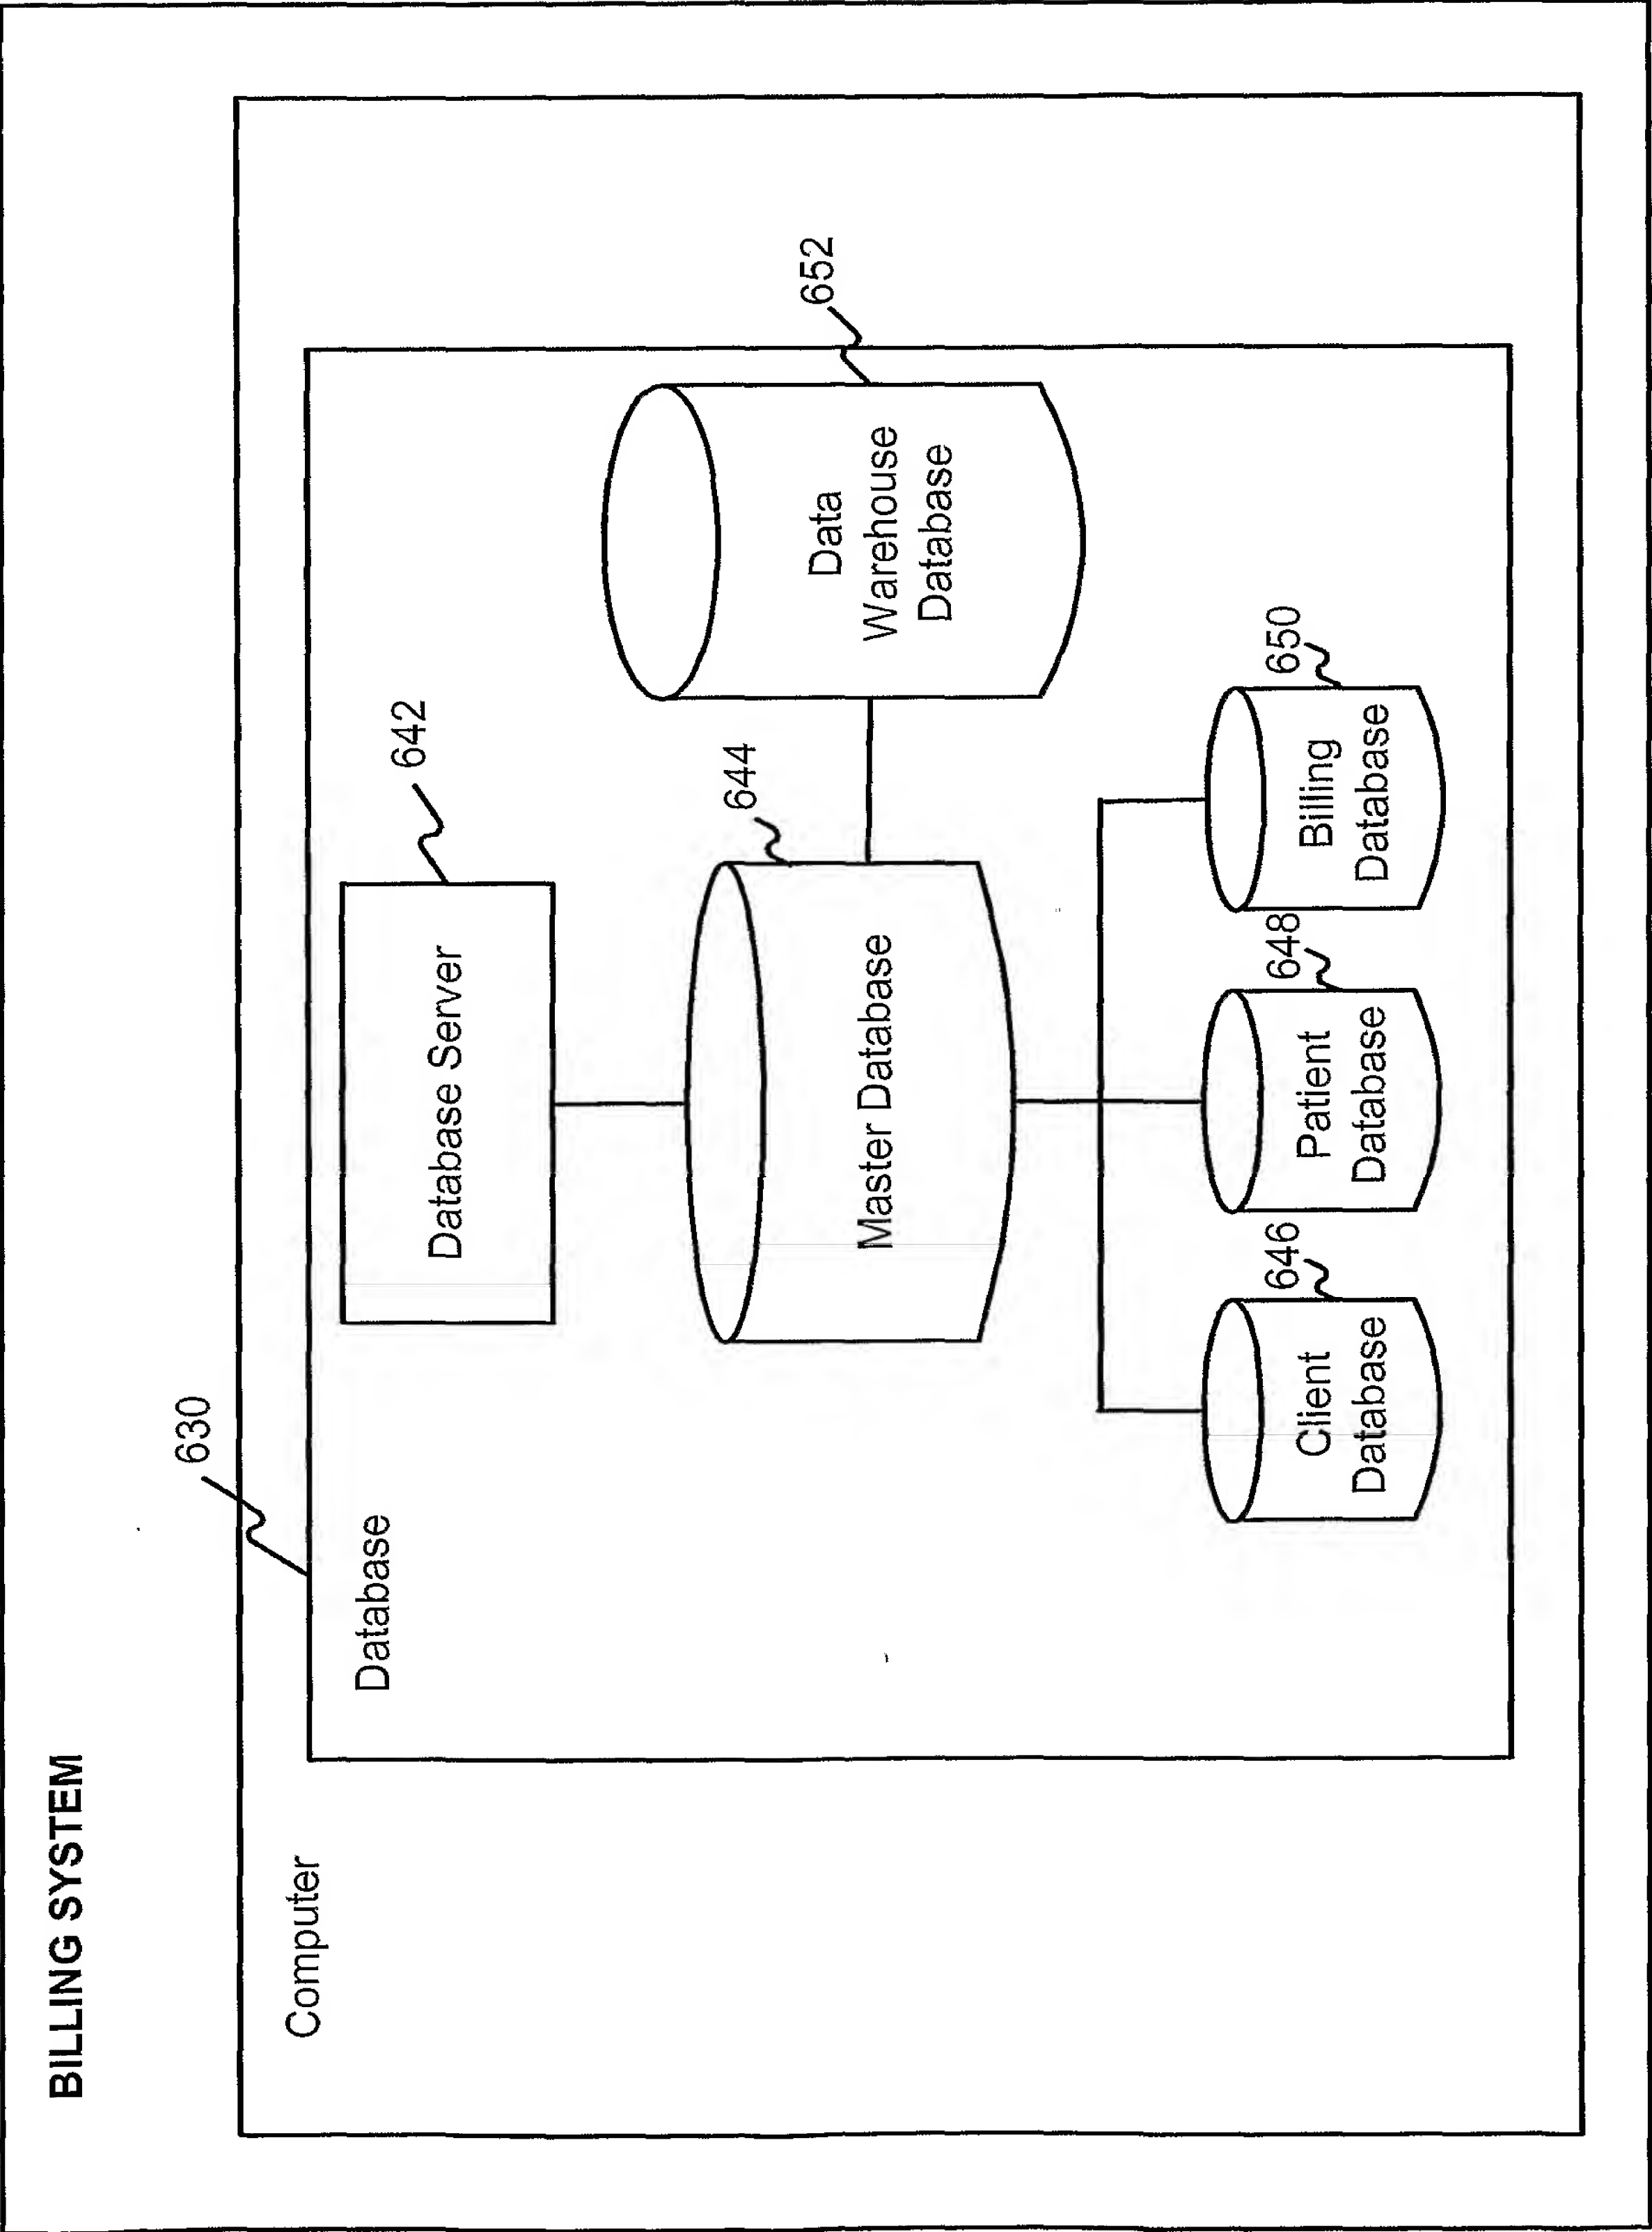 BILLING SYSTEM
Computer
630
Database
642
Database Server
644
Master Database
652
Data
Warehouse
Database
646
Client
Database
648
Patient
Database
650
Billing
Database